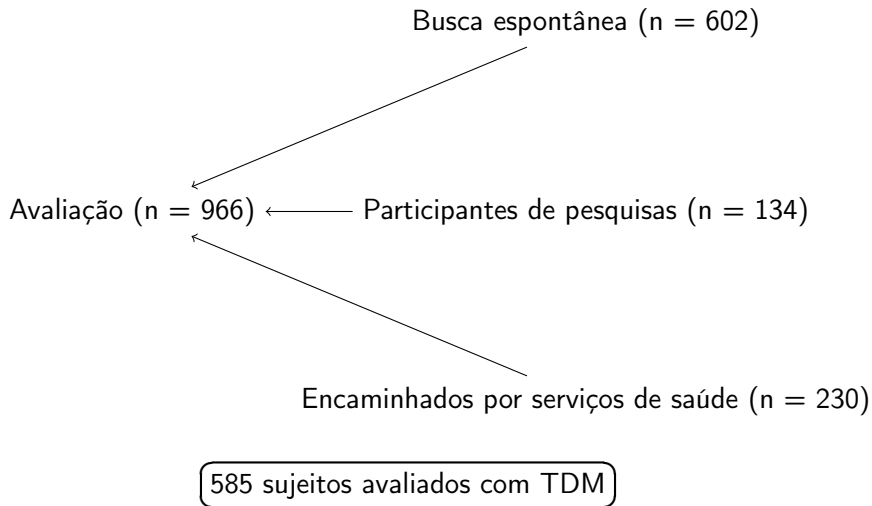 Busca espontânea (n = 602)
Avaliação (n = 966)
Participantes de pesquisas (n = 134)
Encaminhados por serviços de saúde (n = 230)
585 sujeitos avaliados com TDM